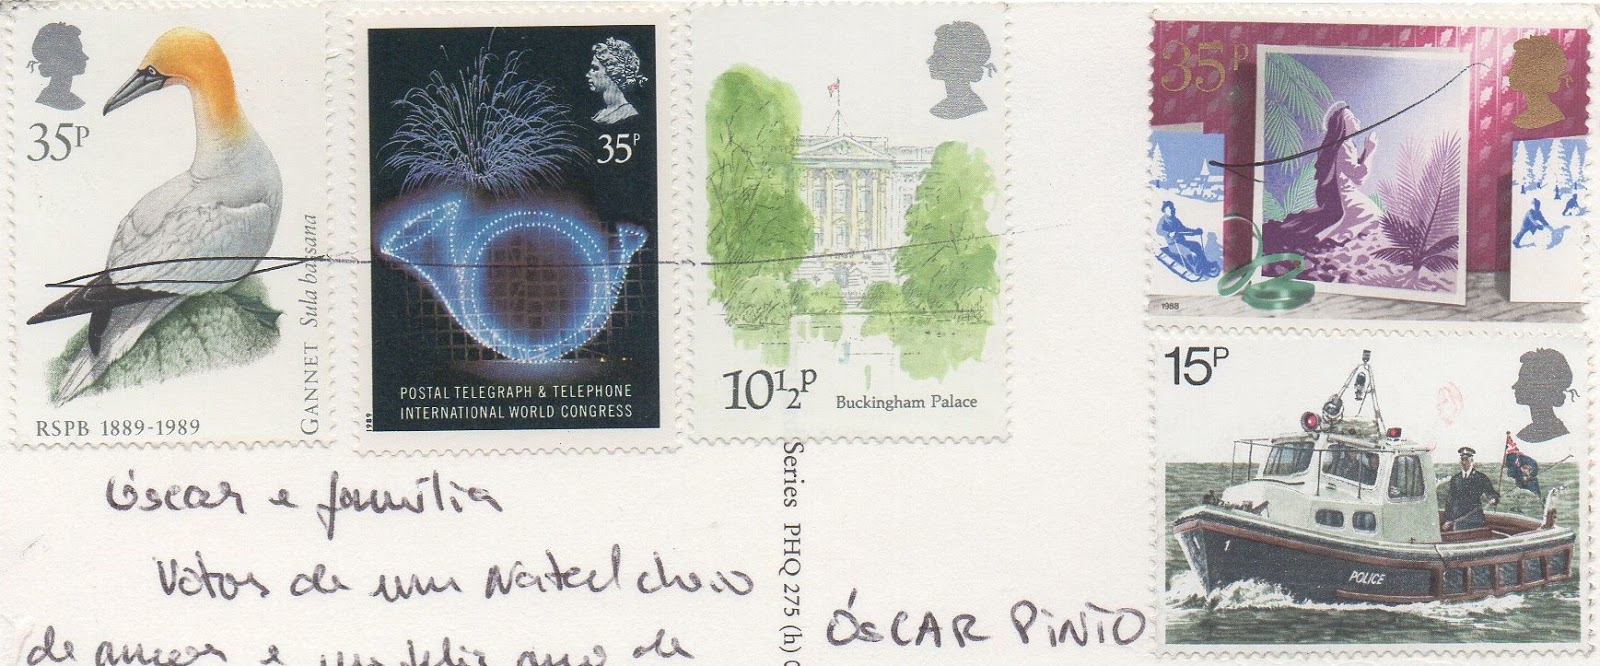 35P
GANNET Sula bassana
RSPB 1889-1989
35P
POSTAL TELEGRAPH & TELEPHONE
INTERNATIONAL WORLD CONGRESS
1989
10½P
Buckingham Palace
35P
1988
15P
1
POLICE
Series PHQ 275 (h)
Óscar e família
Votos de um Natal cheio
de amor e um feliz ano de
ÓSCAR PINTO